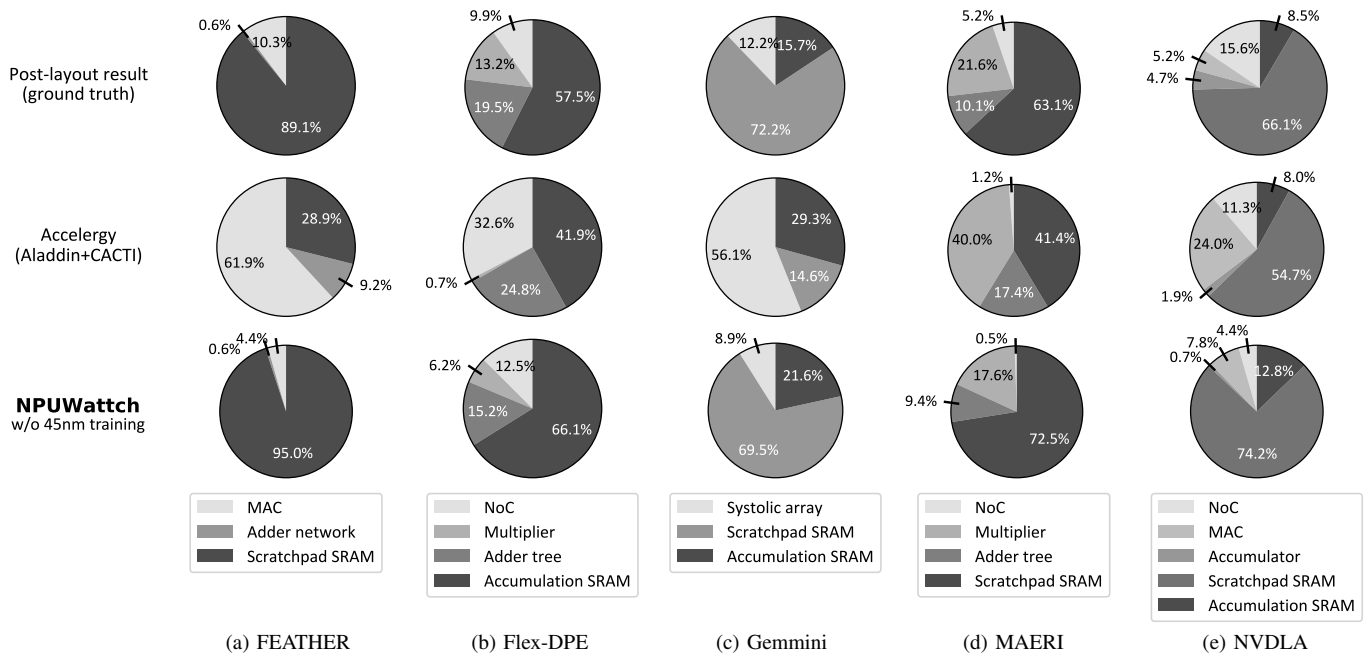 Post-layout result
(ground truth)
0.6%
10.3%
89.1%
9.9%
13.2%
19.5%
57.5%
12.2%
15.7%
72.2%
5.2%
21.6%
10.1%
63.1%
8.5%
15.6%
5.2%
4.7%
66.1%
Accelergy
(Aladdin+CACTI)
28.9%
61.9%
9.2%
32.6%
41.9%
0.7%
24.8%
29.3%
56.1%
14.6%
1.2%
40.0%
41.4%
17.4%
8.0%
11.3%
24.0%
54.7%
1.9%
NPUWattch
w/o 45nm training
4.4%
0.6%
95.0%
6.2%
12.5%
15.2%
66.1%
8.9%
21.6%
69.5%
0.5%
17.6%
9.4%
72.5%
4.4%
7.8%
0.7%
12.8%
74.2%
MAC
Adder network
Scratchpad SRAM
NoC
Multiplier
Adder tree
Accumulation SRAM
Systolic array
Scratchpad SRAM
Accumulation SRAM
NoC
Multiplier
Adder tree
Scratchpad SRAM
NoC
MAC
Accumulator
Scratchpad SRAM
Accumulation SRAM
(a) FEATHER
(b) Flex-DPE
(c) Gemmini
(d) MAERI
(e) NVDLA